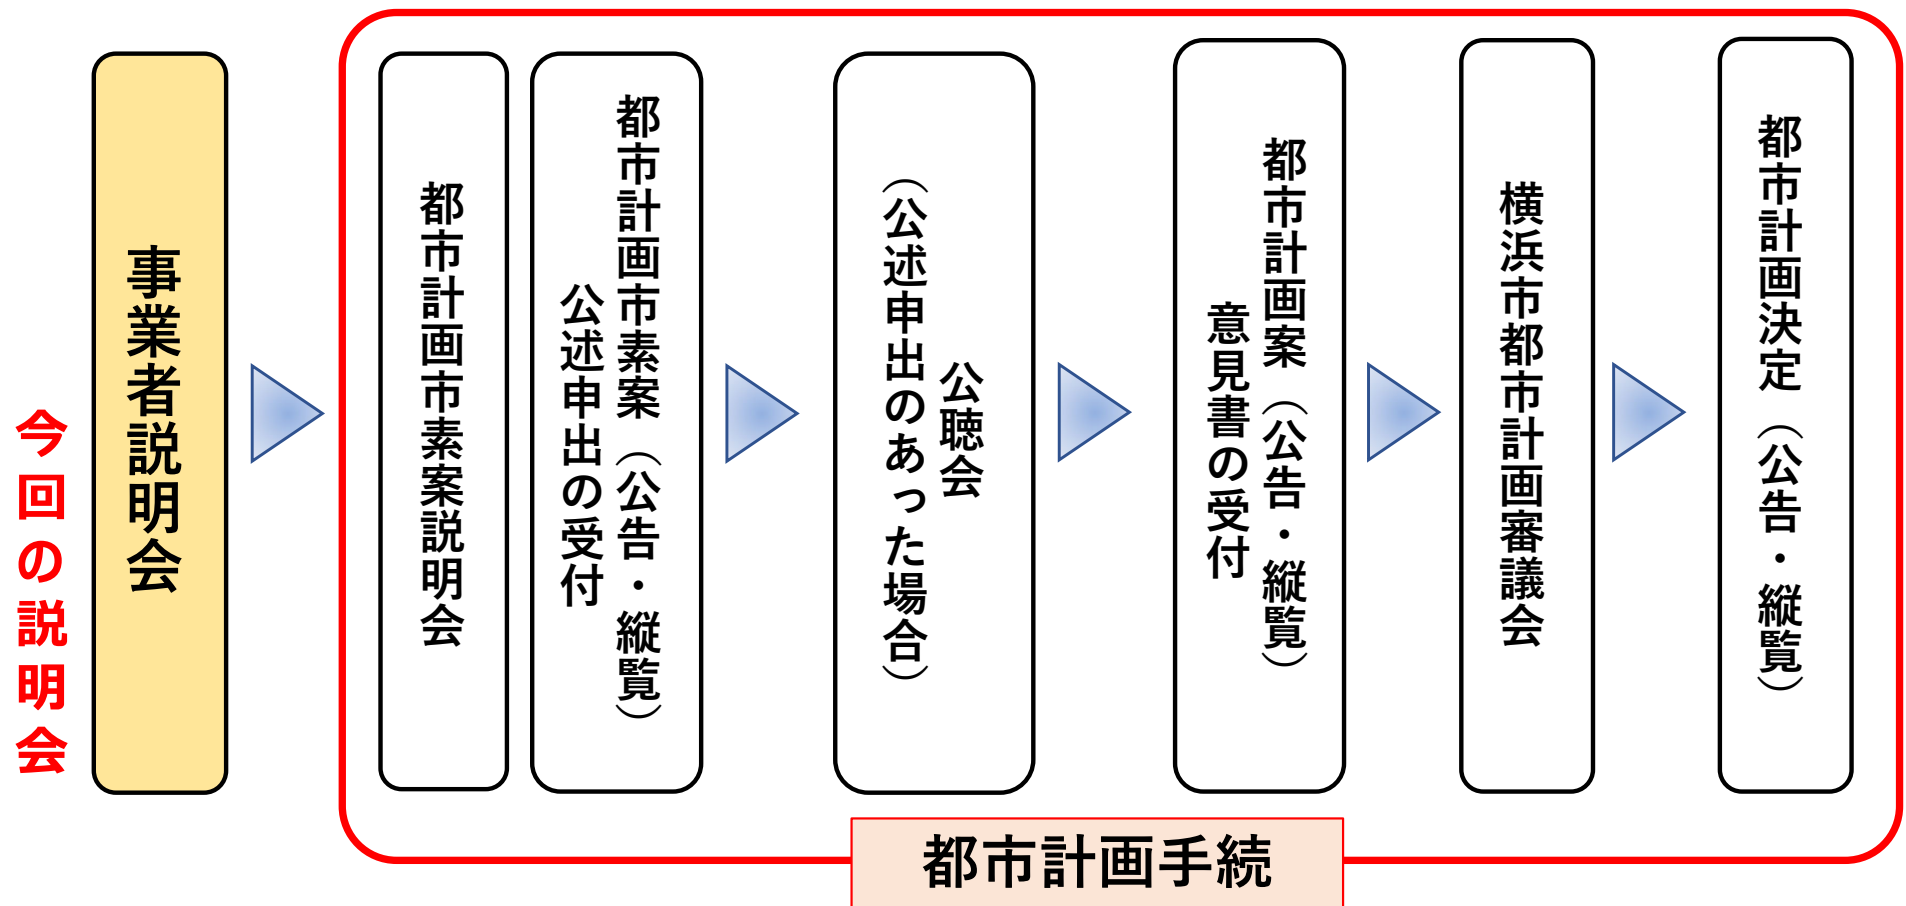 今回の説明会
事業者説明会
都市計画市素案説明会
都市計画市素案（公告・縦覧）
公述申出の受付
公聴会
（公述申出のあった場合）
都市計画案（公告・縦覧）
意見書の受付
横浜市都市計画審議会
都市計画決定（公告・縦覧）
都市計画手続